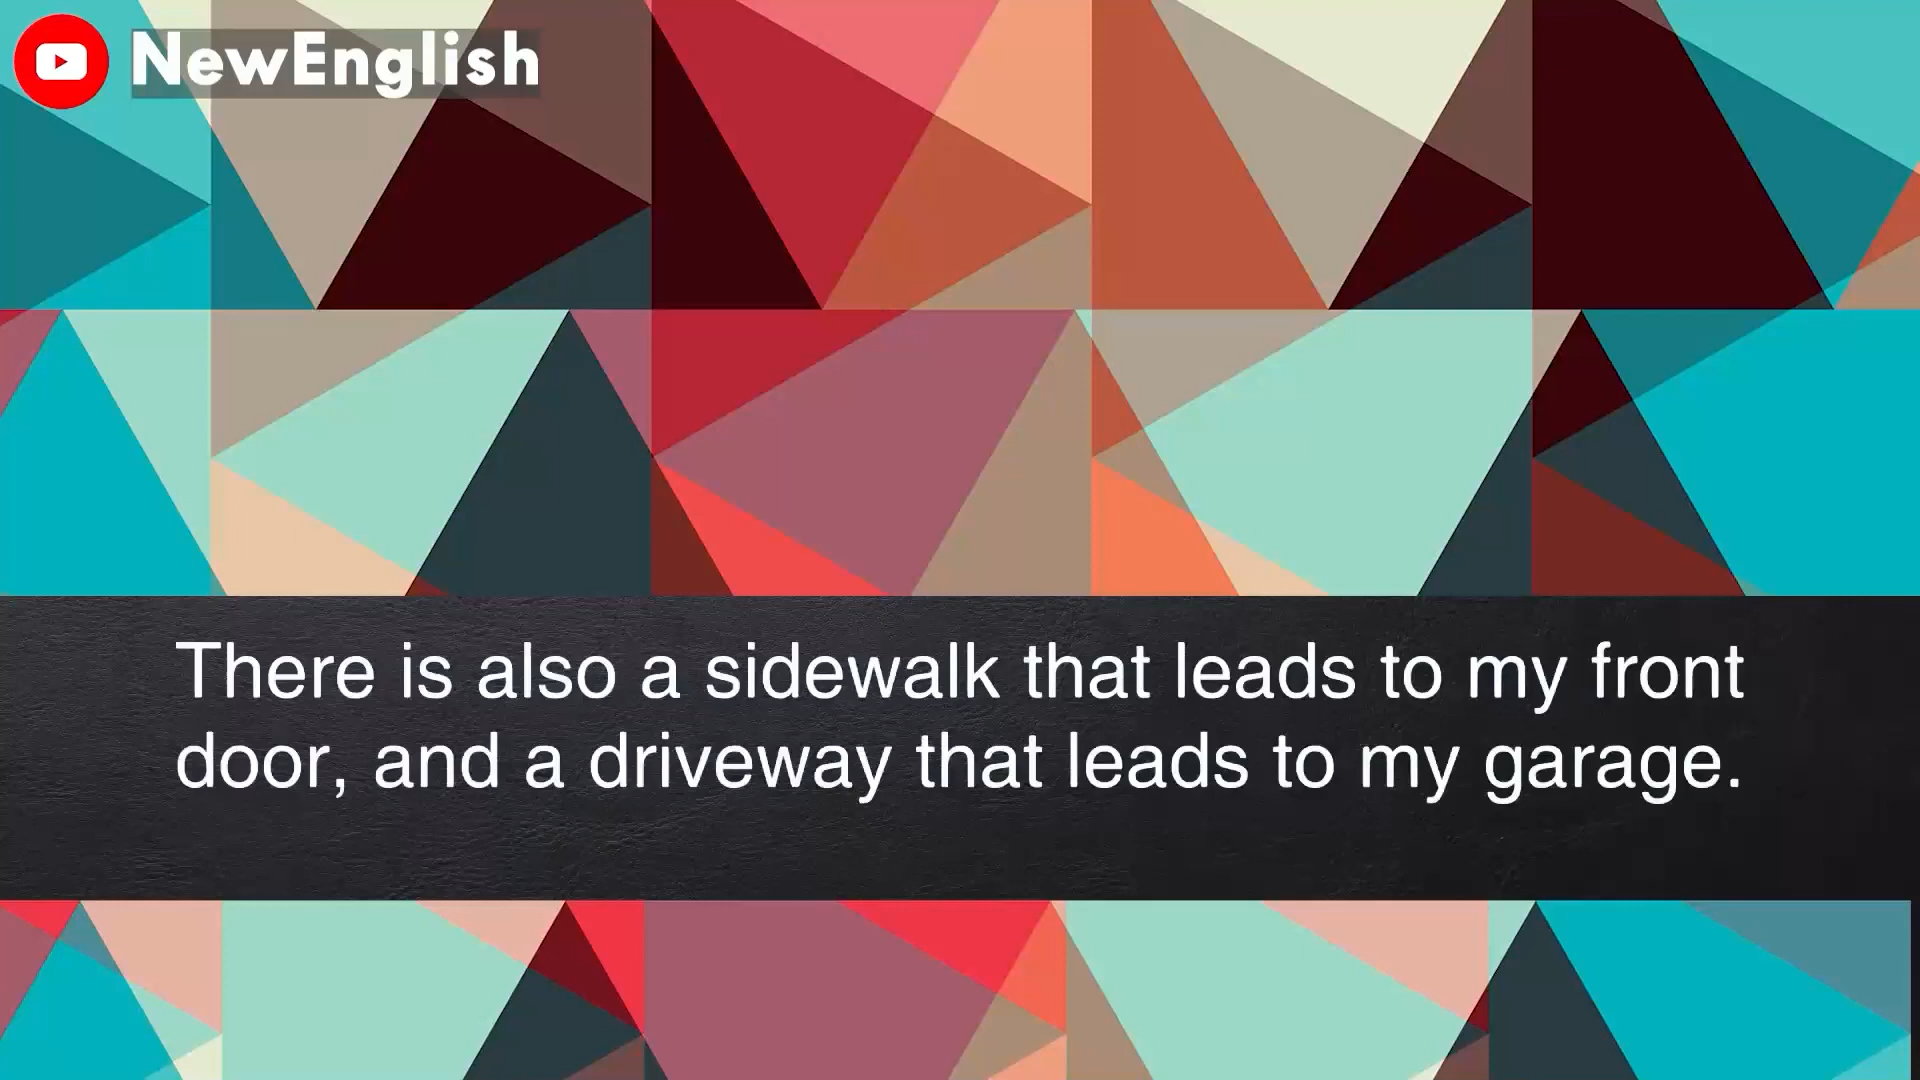 NewEnglish
There is also a sidewalk that leads to my front
door, and a driveway that leads to my garage.